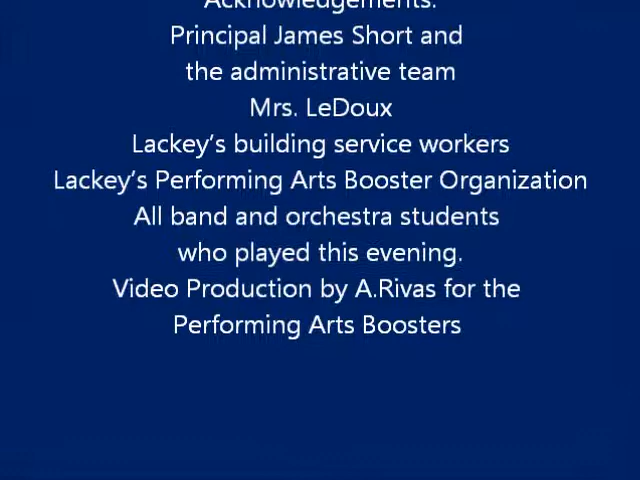 Acknowledgements:
Principal James Short and
the administrative team
Mrs. LeDoux
Lackey's building service workers
Lackey's Performing Arts Booster Organization
All band and orchestra students
who played this evening.
Video Production by A.Rivas for the
Performing Arts Boosters